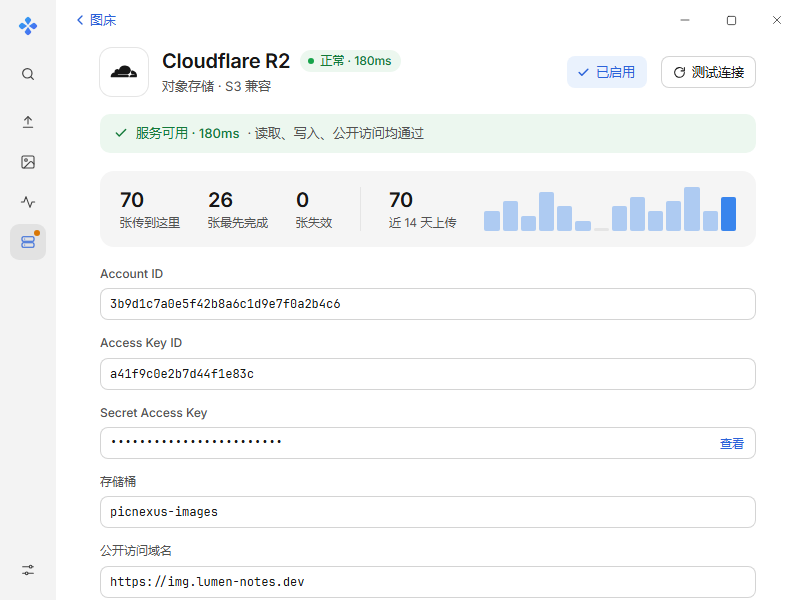 图床
Cloudflare R2
正常 · 180ms
对象存储 · S3 兼容
已启用
测试连接
服务可用 · 180ms · 读取、写入、公开访问均通过
70
张传到这里
26
张最先完成
0
张失效
70
近 14 天上传
Account ID
3b9d1c7a0e5f42b8a6c1d9e7f0a2b4c6
Access Key ID
a41f9c0e2b7d44f1e83c
Secret Access Key
••••••••••••••••••••••••
查看
存储桶
picnexus-images
公开访问域名
https://img.lumen-notes.dev